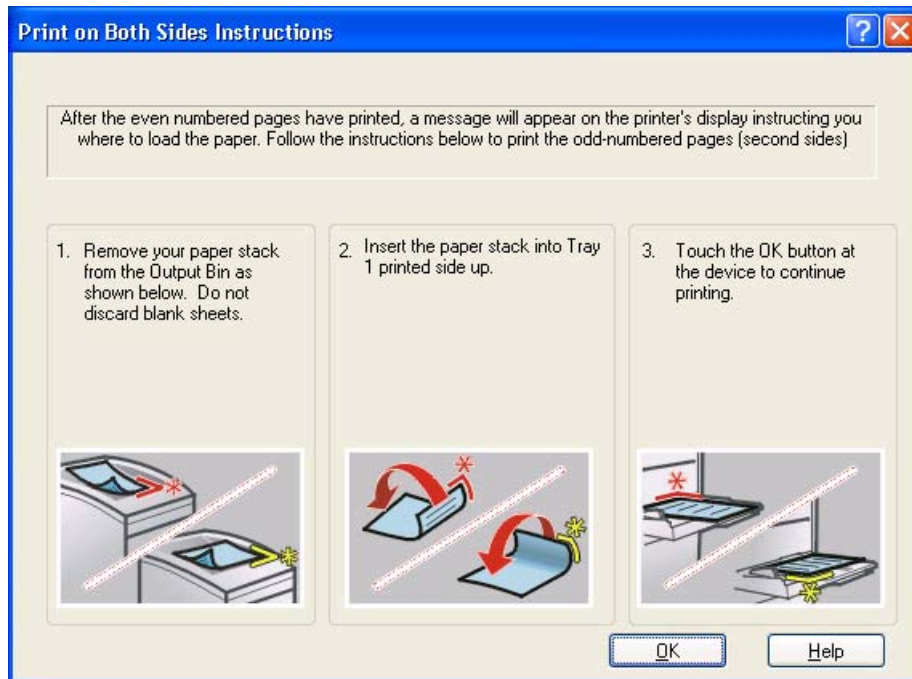 Print on Both Sides Instructions
After the even numbered pages have printed, a message will appear on the printer's display instructing you
where to load the paper. Follow the instructions below to print the odd-numbered pages (second sides)
1. Remove your paper stack
from the Output Bin as
shown below. Do not
discard blank sheets.
2. Insert the paper stack into Tray
1 printed side up.
3. Touch the OK button at
the device to continue
printing.
OK
Help